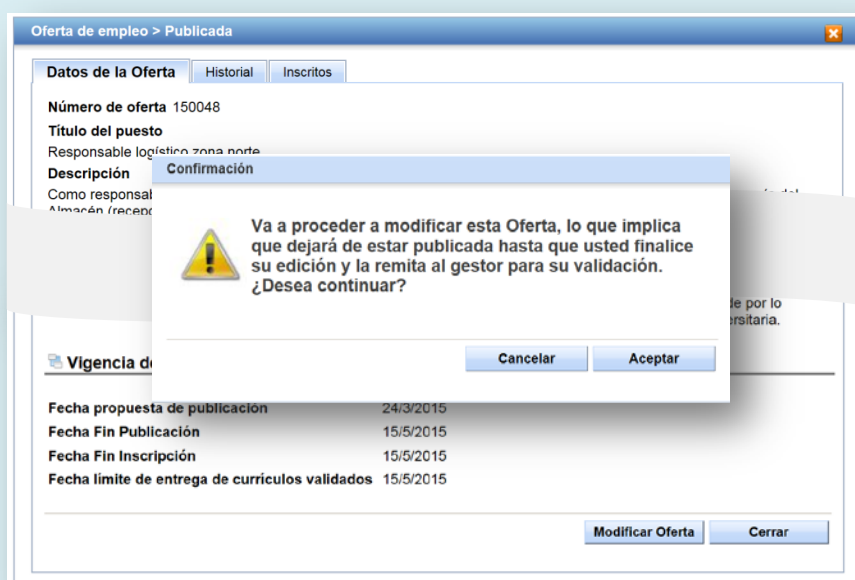 Oferta de empleo > Publicada
Datos de la Oferta Historial Inscritos
Número de oferta 150048
Título del puesto
Responsable logístico zona norte
Descripción
Como
Almacén
Confirmación
Va a proceder a modificar esta Oferta, lo que implica
que dejará de estar publicada hasta que usted finalice
su edición y la remita al gestor para su validación.
¿Desea continuar?
Cancelar Aceptar
por lo
Vigencia
Fecha propuesta de publicación 24/3/2015
Fecha Fin Publicación 15/5/2015
Fecha Fin Inscripción 15/5/2015
Fecha límite de entrega de currículos validados 15/5/2015
Modificar Oferta Cerrar